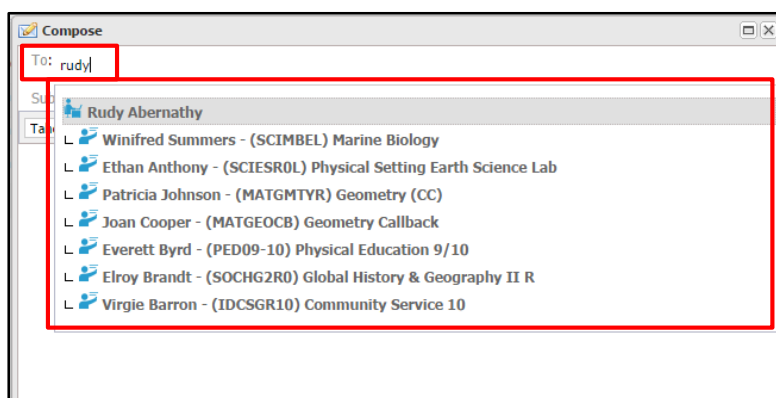 Compose
To: rudy
Rudy Abernathy
Winifred Summers - (SCIMBEL) Marine Biology
Ethan Anthony - (SCIESR0L) Physical Setting Earth Science Lab
Patricia Johnson - (MATGMTYR) Geometry (CC)
Joan Cooper - (MATGEOCB) Geometry Callback
Everett Byrd - (PED09-10) Physical Education 9/10
Elroy Brandt - (SOCHG2R0) Global History & Geography II R
Virgie Barron - (IDCSGR10) Community Service 10